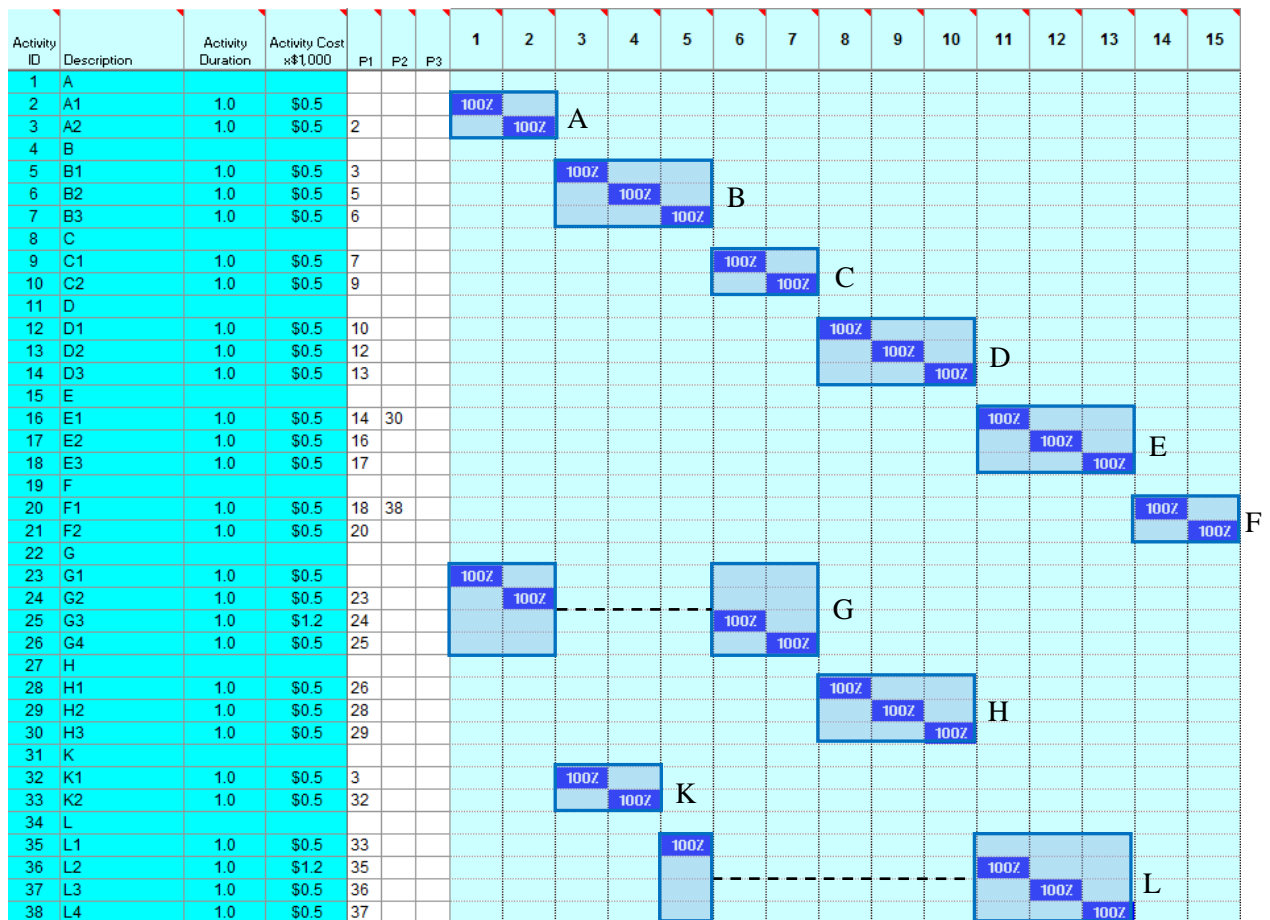 Activity ID Description Activity Duration Activity Cost x$1,000 P1 P2 P3 1 2 3 4 5 6 7 8 9 10 11 12 13 14 15
1 A
2 A1 1.0 $0.5 100%
3 A2 1.0 $0.5 2 100% A
4 B
5 B1 1.0 $0.5 3 100%
6 B2 1.0 $0.5 5 100% B
7 B3 1.0 $0.5 6 100%
8 C
9 C1 1.0 $0.5 7 100%
10 C2 1.0 $0.5 9 100% C
11 D
12 D1 1.0 $0.5 10 100%
13 D2 1.0 $0.5 12 100% D
14 D3 1.0 $0.5 13 100%
15 E
16 E1 1.0 $0.5 14 30 100%
17 E2 1.0 $0.5 16 100% E
18 E3 1.0 $0.5 17 100%
19 F
20 F1 1.0 $0.5 18 38 100% F
21 F2 1.0 $0.5 20 100%
22 G
23 G1 1.0 $0.5 100%
24 G2 1.0 $0.5 23 100% G
25 G3 1.0 $1.2 24 100%
26 G4 1.0 $0.5 25 100%
27 H
28 H1 1.0 $0.5 26 100%
29 H2 1.0 $0.5 28 100% H
30 H3 1.0 $0.5 29 100%
31 K
32 K1 1.0 $0.5 3 100%
33 K2 1.0 $0.5 32 100% K
34 L
35 L1 1.0 $0.5 33 100%
36 L2 1.0 $1.2 35 100%
37 L3 1.0 $0.5 36 100% L
38 L4 1.0 $0.5 37 100%